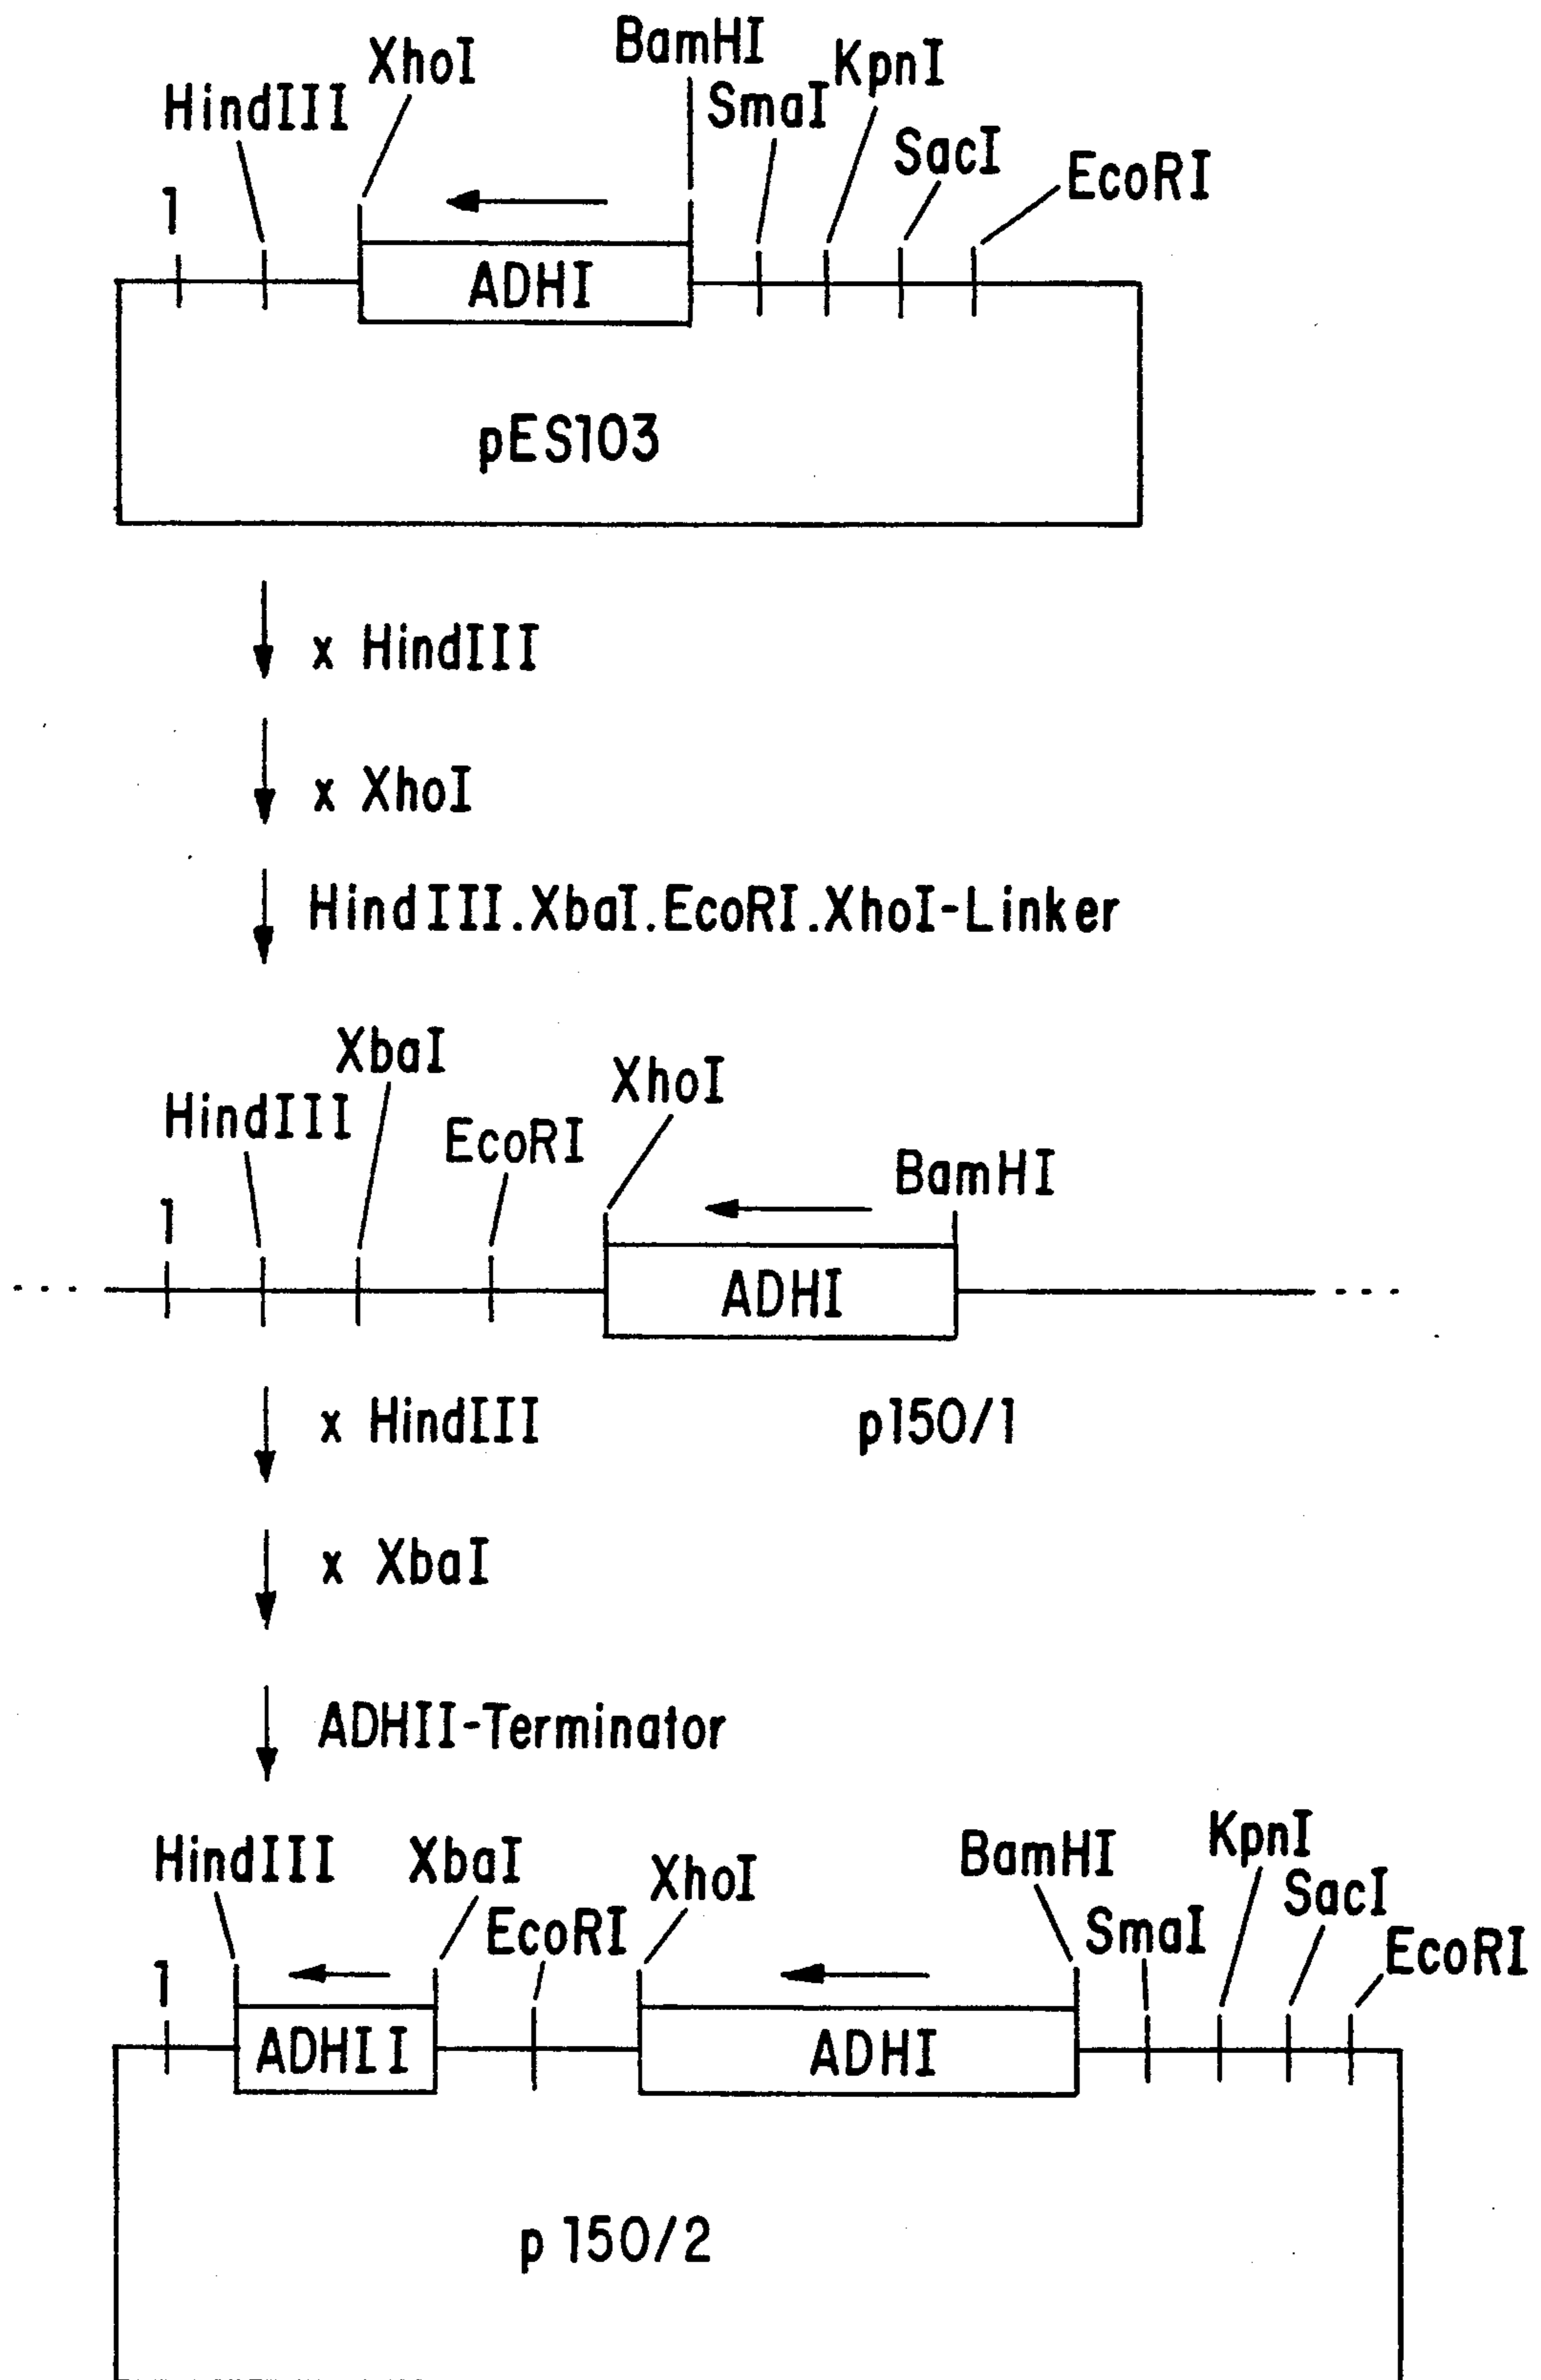 BamHI
XhoI
KpnI
HindIII
SmaI
SacI
EcoRI
1
ADHI
pES103
x HindIII
x XhoI
HindIII.XbaI.EcoRI.XhoI-Linker
XbaI
XhoI
HindIII
EcoRI
BamHI
1
ADHI
x HindIII
p150/1
x XbaI
ADHII-Terminator
KpnI
HindIII
XbaI
XhoI
BamHI
SacI
EcoRI
SmaI
EcoRI
1
ADHII
ADHI
p 150/2